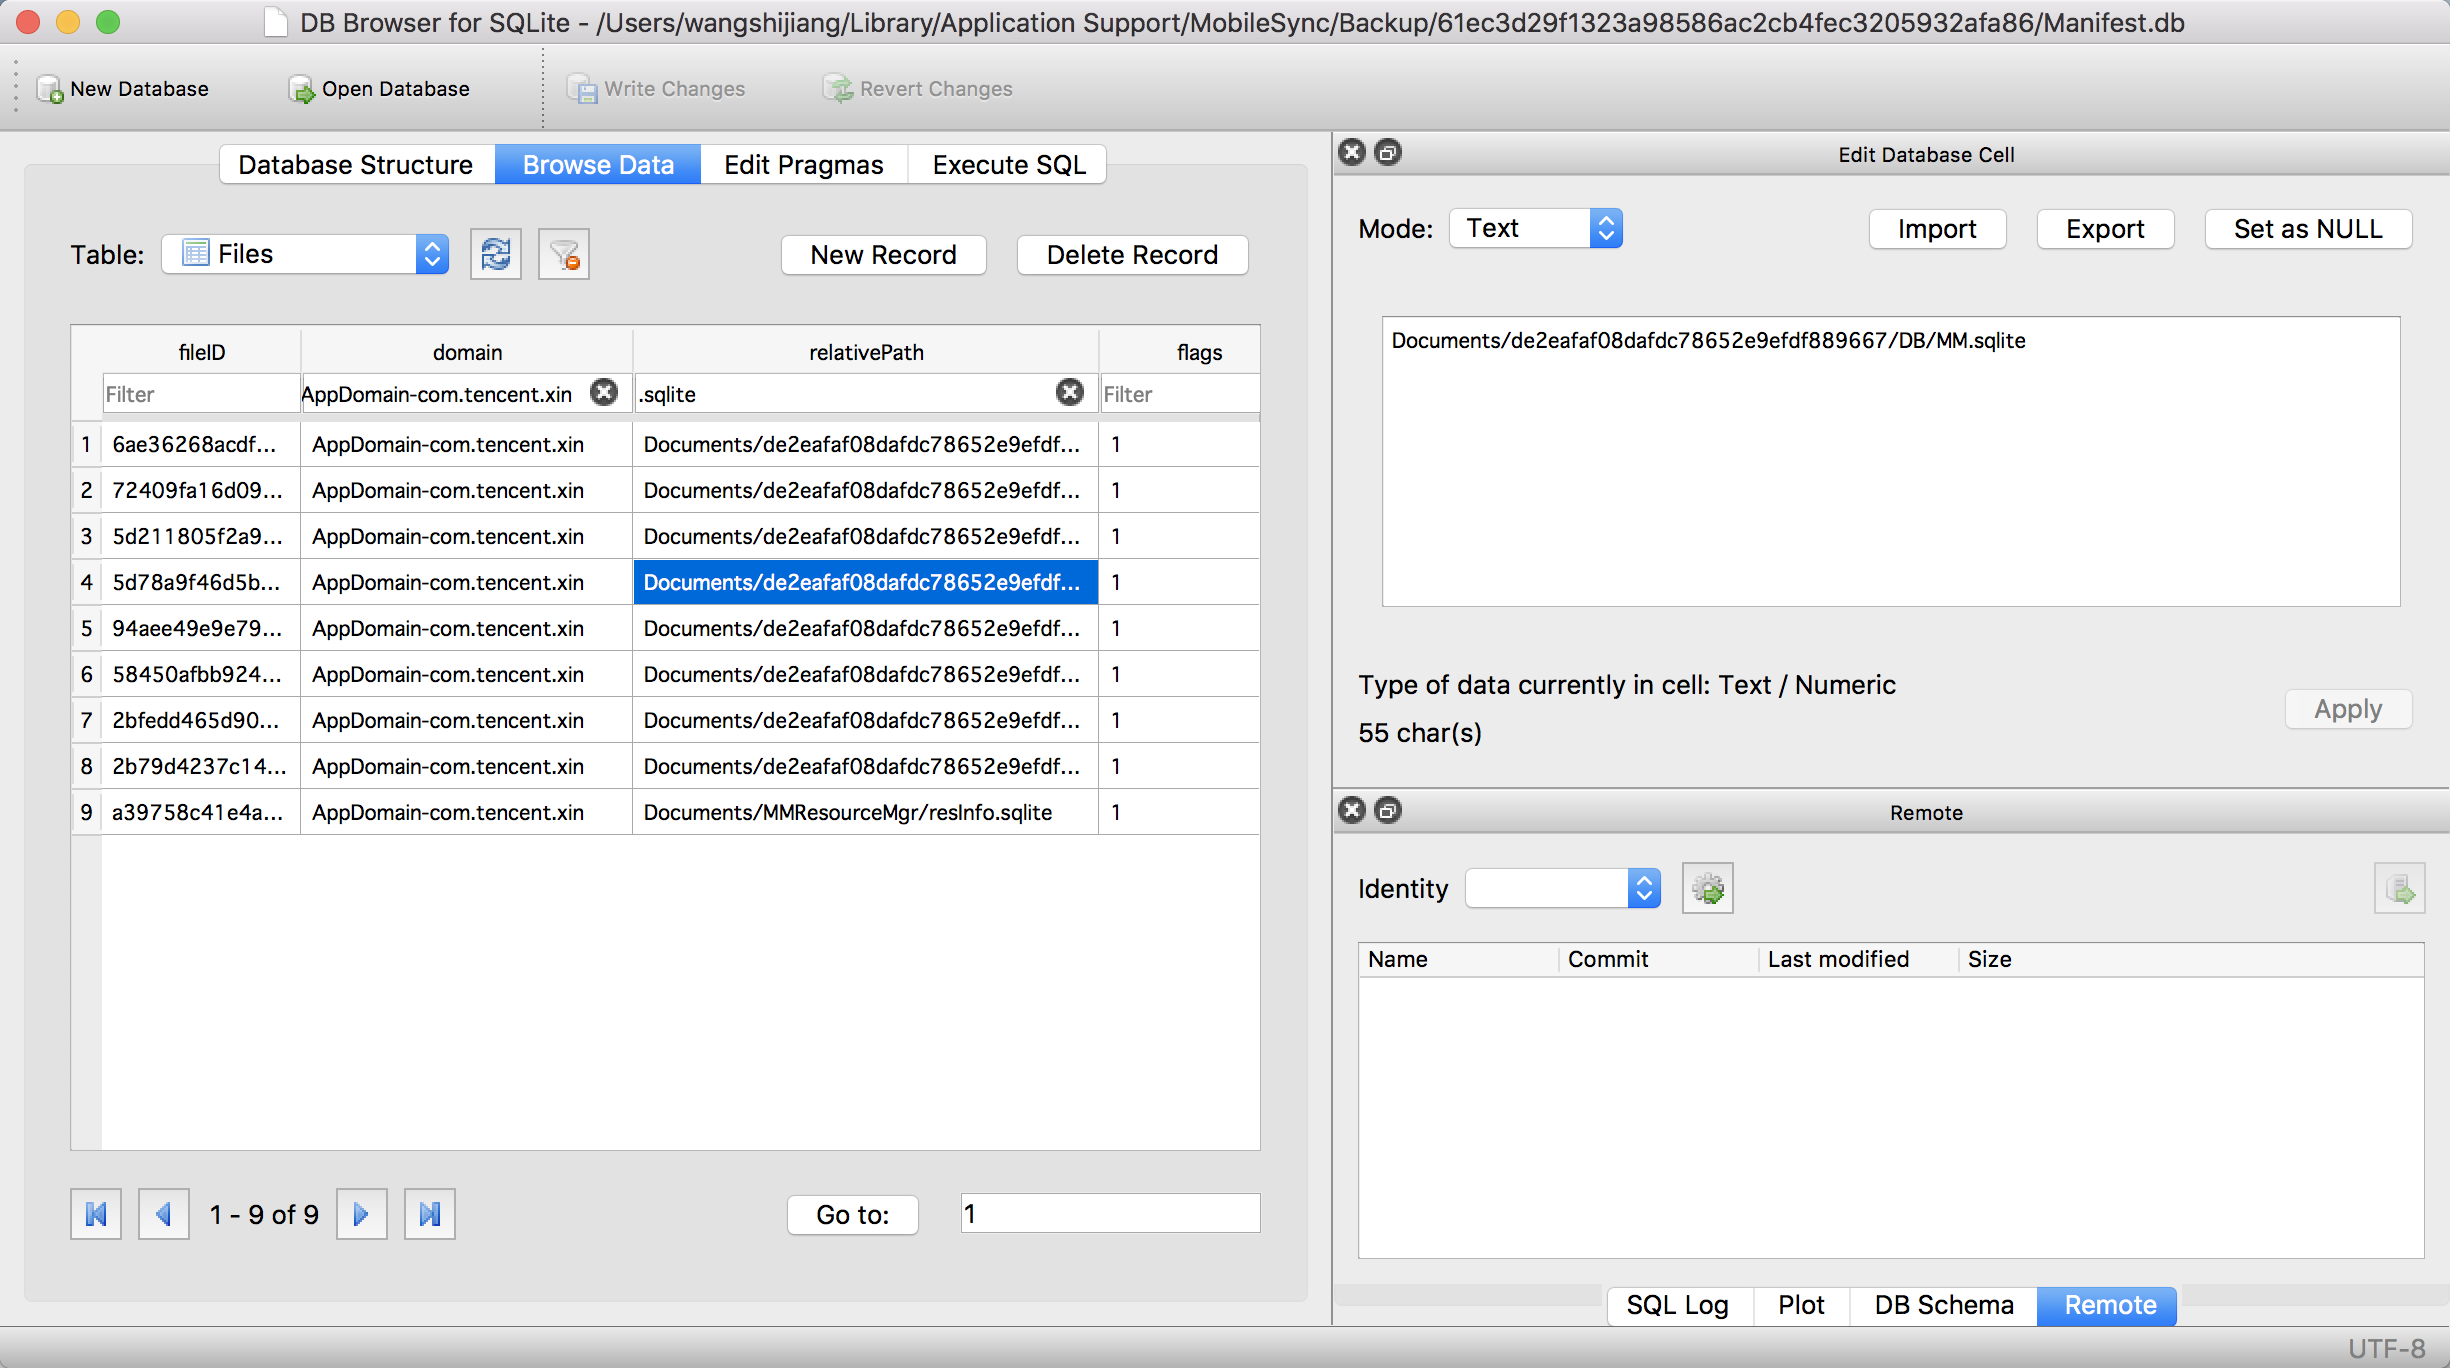 DB Browser for SQLite - /Users/wangshijiang/Library/Application Support/MobileSync/Backup/61ec3d29f1323a98586ac2cb4fec3205932afa86/Manifest.db
New Database Open Database Write Changes Revert Changes
Database Structure Browse Data Edit Pragmas Execute SQL
Table: Files New Record Delete Record
fileID domain relativePath flags
Filter AppDomain-com.tencent.xin .sqlite Filter
1 6ae36268acdf... AppDomain-com.tencent.xin Documents/de2eafaf08dafdc78652e9efdf... 1
2 72409fa16d09... AppDomain-com.tencent.xin Documents/de2eafaf08dafdc78652e9efdf... 1
3 5d211805f2a9... AppDomain-com.tencent.xin Documents/de2eafaf08dafdc78652e9efdf... 1
4 5d78a9f46d5b... AppDomain-com.tencent.xin Documents/de2eafaf08dafdc78652e9efdf... 1
5 94aee49e9e79... AppDomain-com.tencent.xin Documents/de2eafaf08dafdc78652e9efdf... 1
6 58450afbb924... AppDomain-com.tencent.xin Documents/de2eafaf08dafdc78652e9efdf... 1
7 2bfedd465d90... AppDomain-com.tencent.xin Documents/de2eafaf08dafdc78652e9efdf... 1
8 2b79d4237c14... AppDomain-com.tencent.xin Documents/de2eafaf08dafdc78652e9efdf... 1
9 a39758c41e4a... AppDomain-com.tencent.xin Documents/MMResourceMgr/resInfo.sqlite 1
1 - 9 of 9 Go to: 1
Edit Database Cell
Mode: Text Import Export Set as NULL
Documents/de2eafaf08dafdc78652e9efdf889667/DB/MM.sqlite
Type of data currently in cell: Text / Numeric
55 char(s)
Apply
Remote
Identity
Name Commit Last modified Size
SQL Log Plot DB Schema Remote
UTF-8